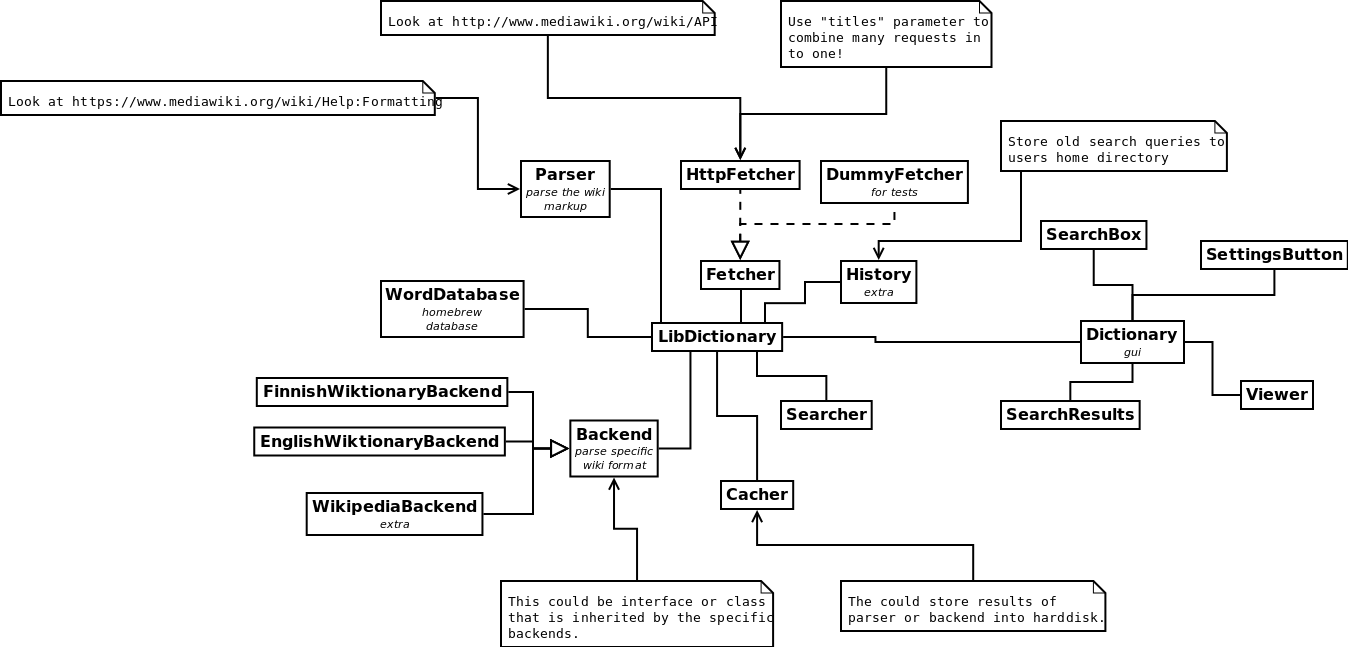 Look at http://www.mediawiki.org/wiki/API
Use "titles" parameter to
combine many requests in
to one!
Look at https://www.mediawiki.org/wiki/Help:Formatting
Store old search queries to
users home directory
Parser
parse the wiki
markup
HttpFetcher
DummyFetcher
for tests
SearchBox
SettingsButton
Fetcher
History
extra
WordDatabase
homebrew
database
LibDictionary
Dictionary
gui
FinnishWiktionaryBackend
Searcher
SearchResults
Viewer
EnglishWiktionaryBackend
Backend
parse specific
wiki format
Cacher
WikipediaBackend
extra
This could be interface or class
that is inherited by the specific
backends.
The could store results of
parser or backend into harddisk.